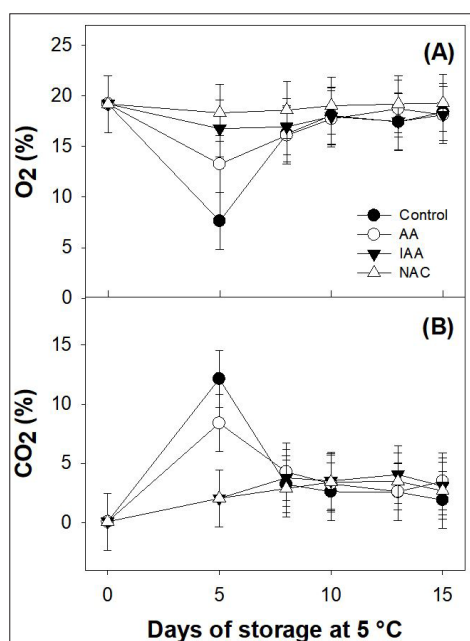 25
(A)
20
15
10
5
0
O2 (%)
Control
AA
IAA
NAC
(B)
15
10
5
0
CO2 (%)
0 5 10 15
Days of storage at 5 °C